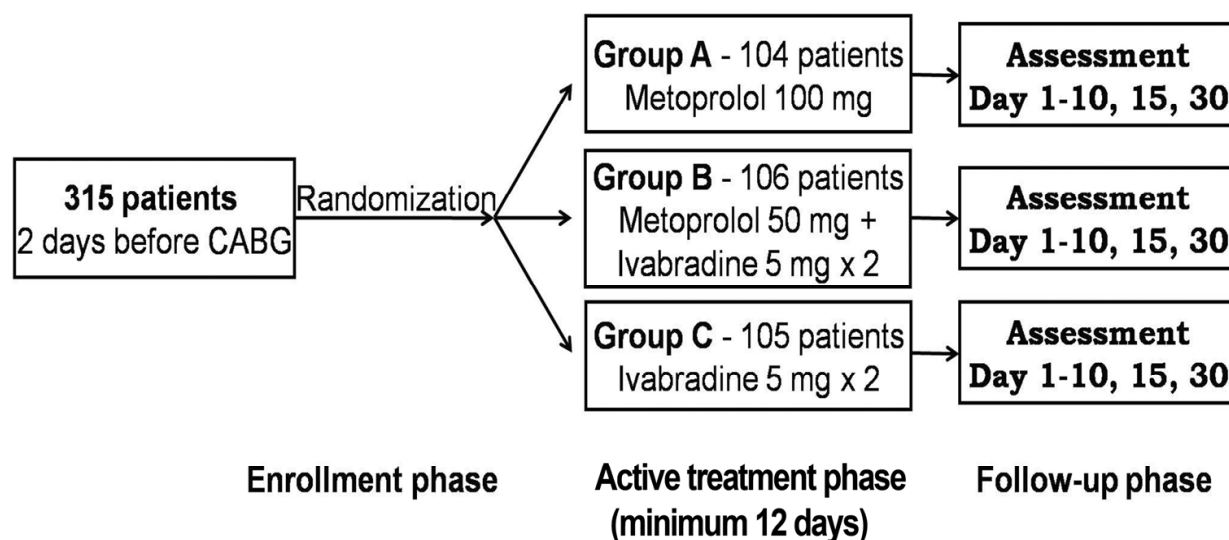 315 patients
2 days before CABG
Randomization
Group A - 104 patients
Metoprolol 100 mg
Assessment
Day 1-10, 15, 30
Group B - 106 patients
Metoprolol 50 mg +
Ivabradine 5 mg x 2
Assessment
Day 1-10, 15, 30
Group C - 105 patients
Ivabradine 5 mg x 2
Assessment
Day 1-10, 15, 30
Enrollment phase
Active treatment phase
(minimum 12 days)
Follow-up phase